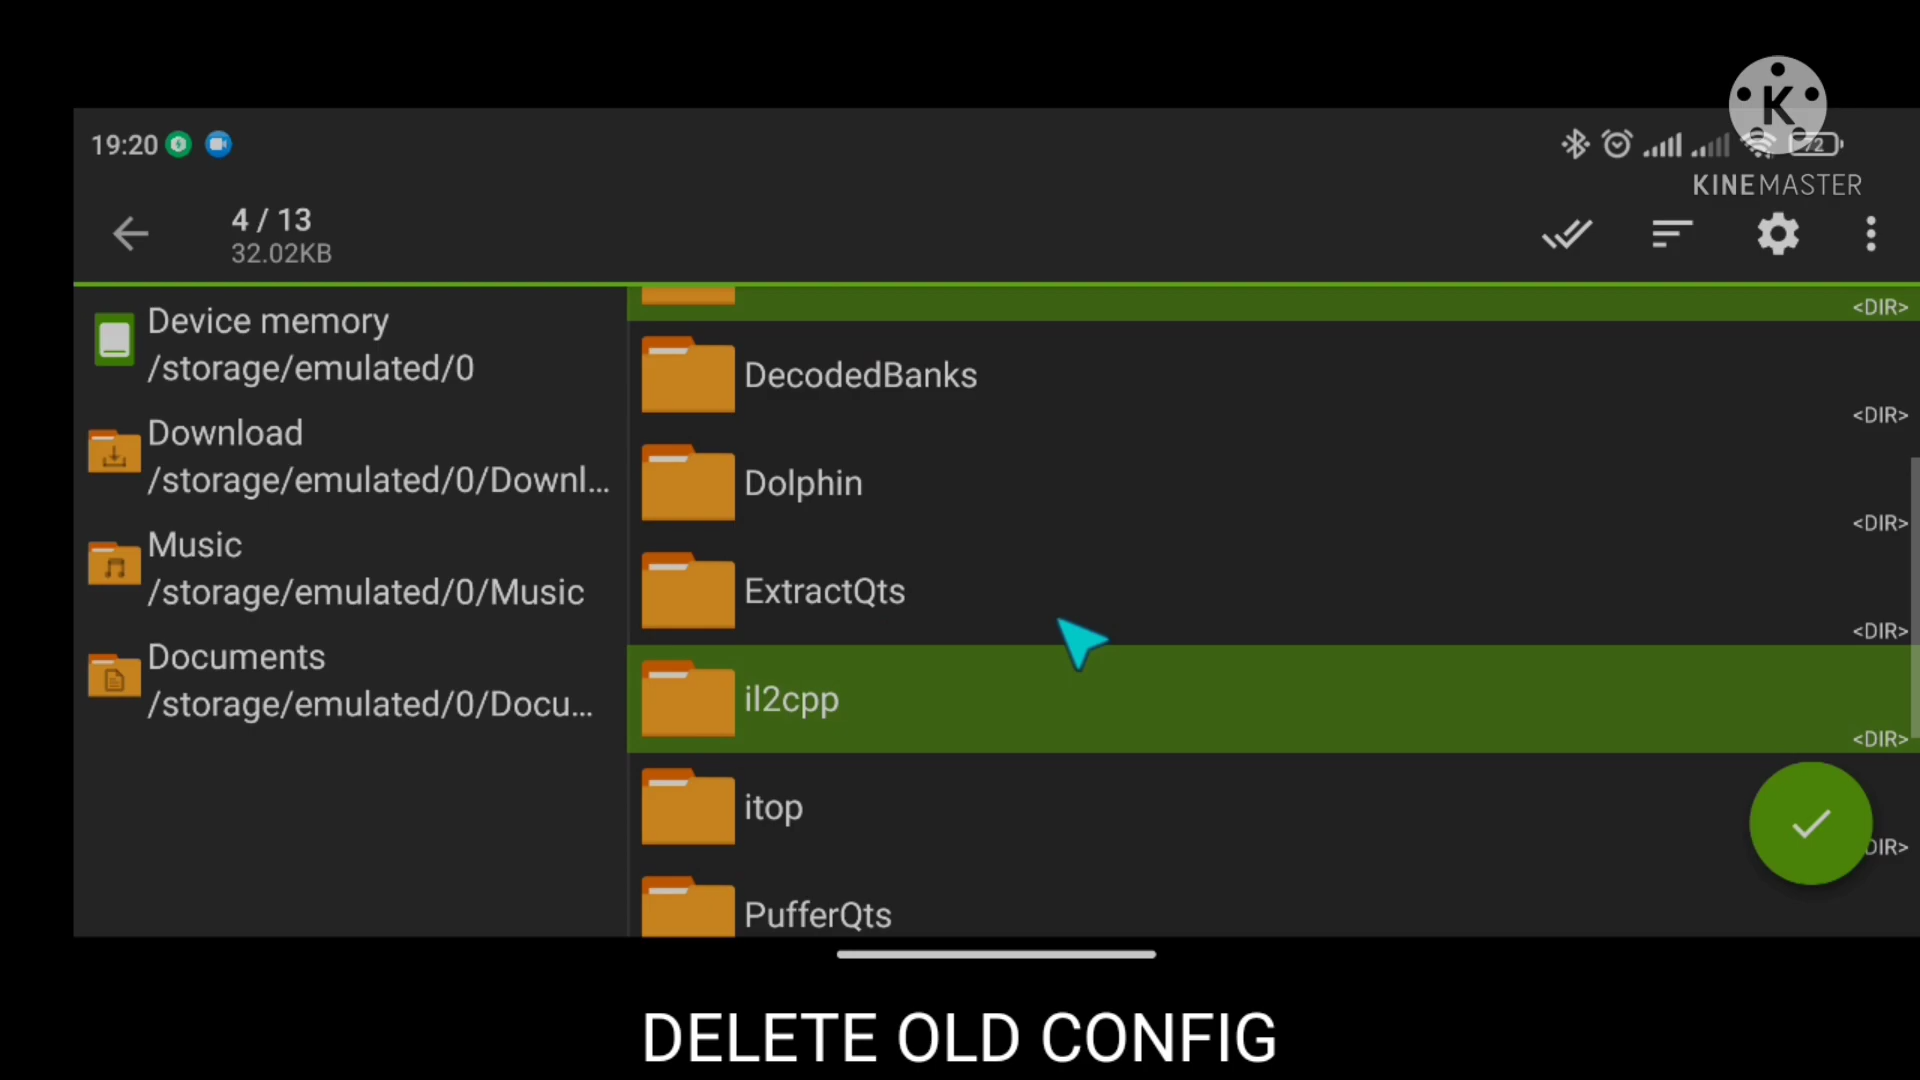 19:20
72
KINEMASTER
K
4 / 13
32.02KB
Device memory
/storage/emulated/0
Download
/storage/emulated/0/Downl...
Music
/storage/emulated/0/Music
Documents
/storage/emulated/0/Docu...
<DIR>
DecodedBanks
<DIR>
Dolphin
<DIR>
ExtractQts
<DIR>
il2cpp
<DIR>
itop
DIR>
PufferQts
DELETE OLD CONFIG